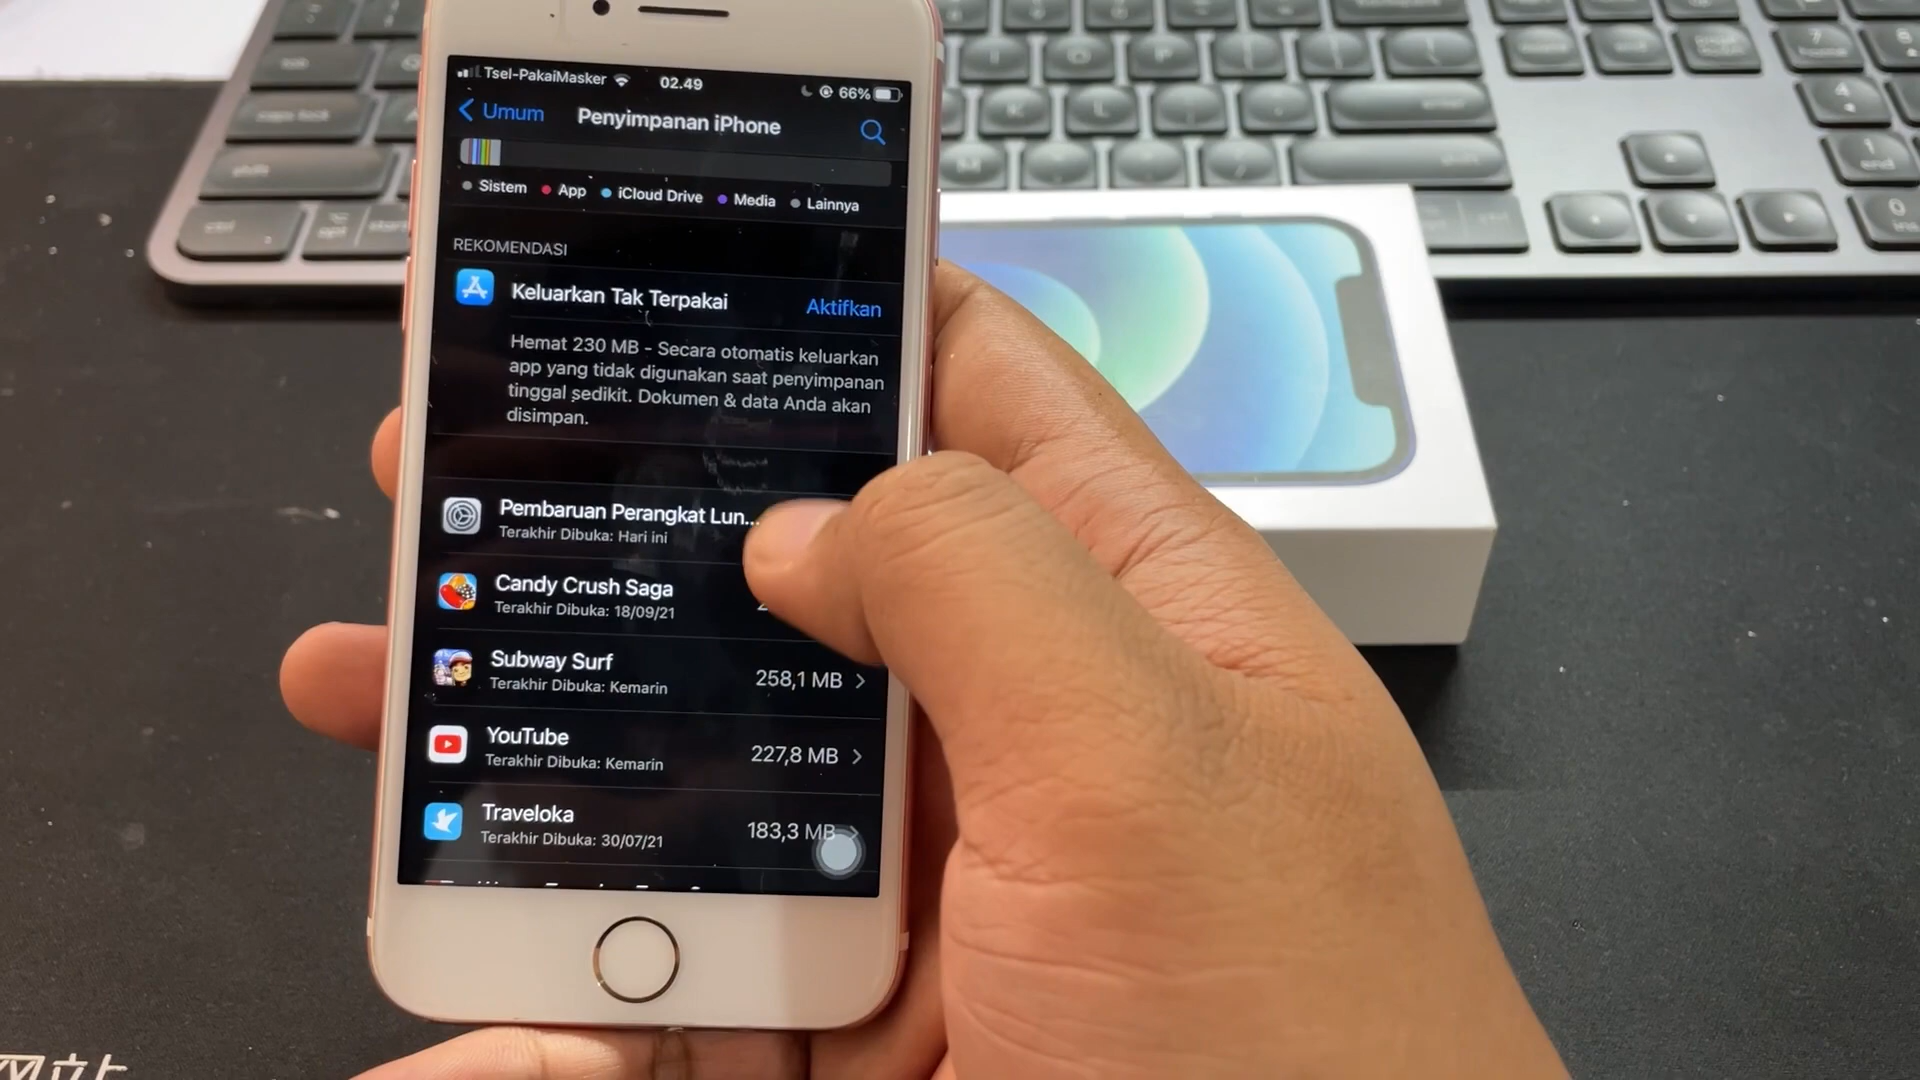 Tsel-PakaiMasker 02.49 66%
Umum Penyimpanan iPhone
Sistem App iCloud Drive Media Lainnya
REKOMENDASI
Keluarkan Tak Terpakai Aktifkan
Hemat 230 MB - Secara otomatis keluarkan
app yang tidak digunakan saat penyimpanan
tinggal sedikit. Dokumen & data Anda akan
disimpan.
Pembaruan Perangkat Lun...
Terakhir Dibuka: Hari ini
Candy Crush Saga
Terakhir Dibuka: 18/09/21
Subway Surf
Terakhir Dibuka: Kemarin
258,1 MB
YouTube
Terakhir Dibuka: Kemarin
227,8 MB
Traveloka
Terakhir Dibuka: 30/07/21
183,3 MB
网站